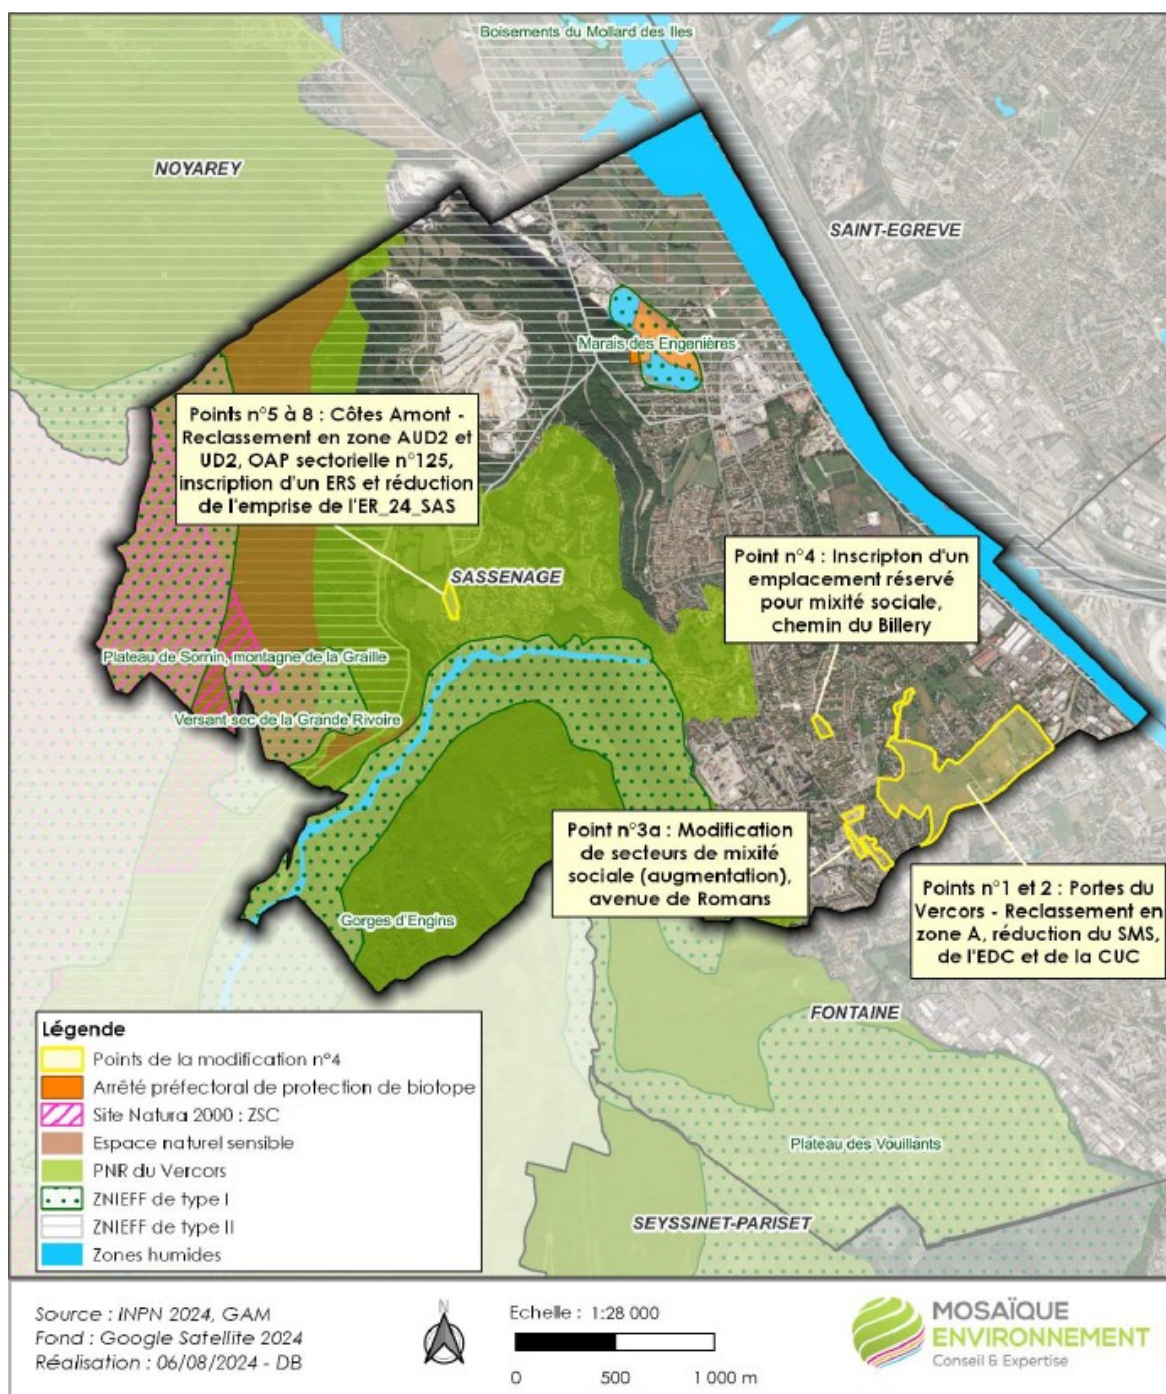 Boisements du Mollard des Iles
NOYAREY
SAINT-EGREVE
Marais des Engenières
Points n°5 à 8 : Côtes Amont -
Reclassement en zone AUD2 et
UD2, OAP sectorielle n°125,
inscription d'un ERS et réduction
de l'emprise de l'ER_24_SAS
SASSENAGE
Point n°4 : Inscripton d'un
emplacement réservé
pour mixité sociale,
chemin du Billery
Plateau de Sornin, montagne de la Graille
Versant sec de la Grande Rivoire
Point n°3a : Modification
de secteurs de mixité
sociale (augmentation),
avenue de Romans
Points n°1 et 2 : Portes du
Vercors - Reclassement en
zone A, réduction du SMS,
de l'EDC et de la CUC
Gorges d'Engins
FONTAINE
Plateau des Vouillants
SEYSSINET-PARISET
Légende
Points de la modification n°4
Arrêté préfectoral de protection de biotope
Site Natura 2000 : ZSC
Espace naturel sensible
PNR du Vercors
ZNIEFF de type I
ZNIEFF de type II
Zones humides
Source : INPN 2024, GAM
Fond : Google Satellite 2024
Réalisation : 06/08/2024 - DB
N
Echelle : 1:28 000
0 500 1 000 m
MOSAÏQUE
ENVIRONNEMENT
Conseil & Expertise